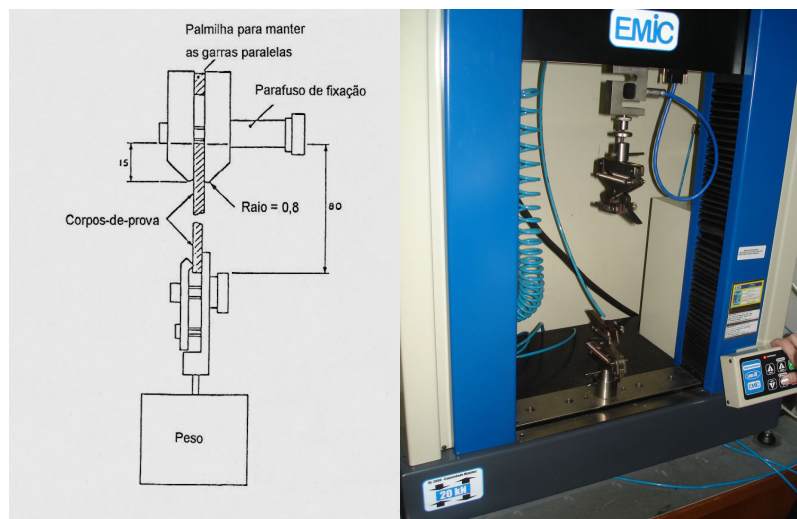 Palmilha para manter
as garras paralelas
Parafuso de fixação
15
80
Corpos-de-prova
Raio = 0,8
Peso
EMIC
EMIC
20 kN